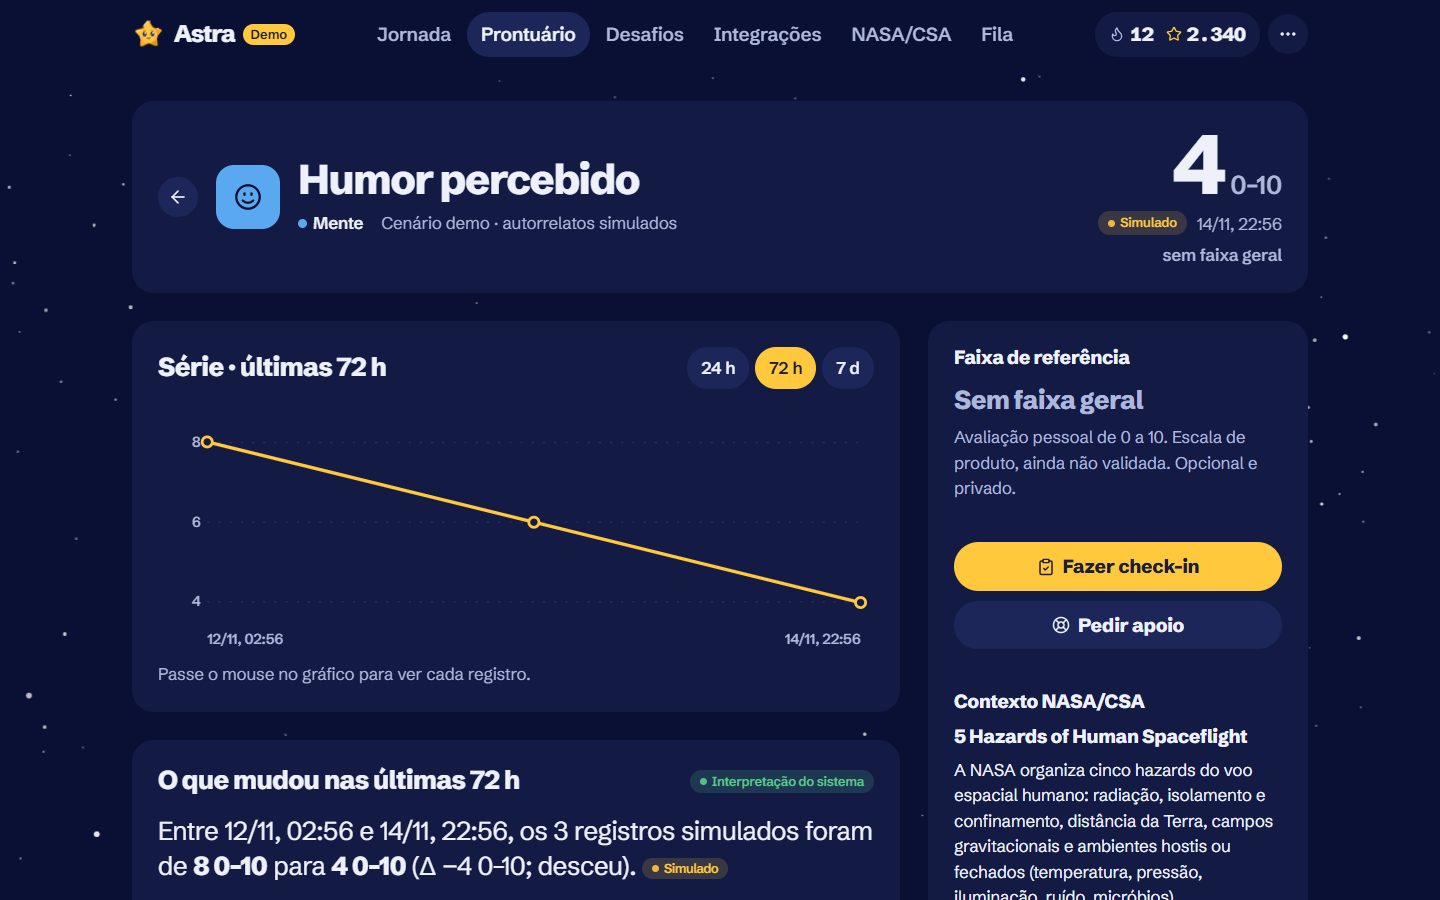 Astra Demo
Jornada Prontuário Desafios Integrações NASA/CSA Fila
12 2.340
Humor percebido
Mente Cenário demo · autorrelatos simulados
4 0–10
Simulado 14/11, 22:56
sem faixa geral
Série · últimas 72 h
24 h 72 h 7 d
8
6
4
12/11, 02:56 14/11, 22:56
Passe o mouse no gráfico para ver cada registro.
O que mudou nas últimas 72 h
Interpretação do sistema
Entre 12/11, 02:56 e 14/11, 22:56, os 3 registros simulados foram
de 8 0–10 para 4 0–10 (Δ −4 0–10; desceu). Simulado
Faixa de referência
Sem faixa geral
Avaliação pessoal de 0 a 10. Escala de
produto, ainda não validada. Opcional e
privado.
Fazer check-in
Pedir apoio
Contexto NASA/CSA
5 Hazards of Human Spaceflight
A NASA organiza cinco hazards do voo
espacial humano: radiação, isolamento e
confinamento, distância da Terra, campos
gravitacionais e ambientes hostis ou
fechados (temperatura, pressão,
iluminação, ruído, micróbios).